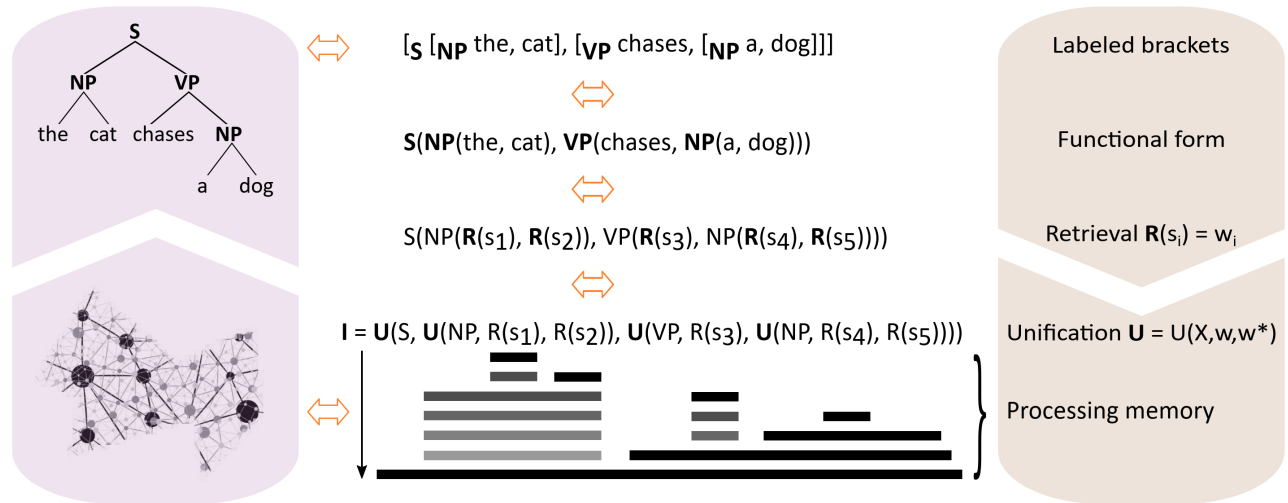 S
NP VP
the cat chases NP
a dog
[S [NP the, cat], [VP chases, [NP a, dog]]]
Labeled brackets
S(NP(the, cat), VP(chases, NP(a, dog)))
Functional form
S(NP(R(s1), R(s2)), VP(R(s3), NP(R(s4), R(s5))))
Retrieval R(si) = wi
I = U(S, U(NP, R(s1), R(s2)), U(VP, R(s3), U(NP, R(s4), R(s5))))
Unification U = U(X,w,w*)
Processing memory